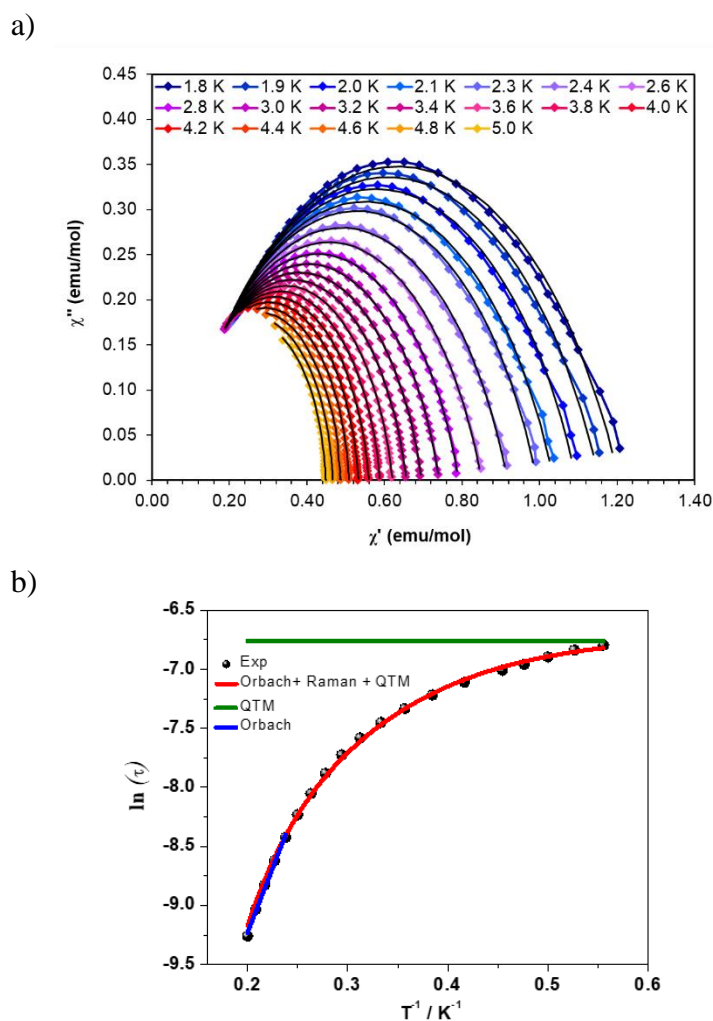 a)
0.45
0.40
0.35
0.30
0.25
0.20
0.15
0.10
0.05
0.00
χ'' (emu/mol)
1.8 K 1.9 K 2.0 K 2.1 K 2.3 K 2.4 K 2.6 K
2.8 K 3.0 K 3.2 K 3.4 K 3.6 K 3.8 K 4.0 K
4.2 K 4.4 K 4.6 K 4.8 K 5.0 K
0.00 0.20 0.40 0.60 0.80 1.00 1.20 1.40
χ' (emu/mol)
b)
-6.5
-7.0
-7.5
-8.0
-8.5
-9.0
-9.5
ln (τ)
Exp
Orbach+ Raman + QTM
QTM
Orbach
0.2 0.3 0.4 0.5 0.6
T⁻¹ / K⁻¹